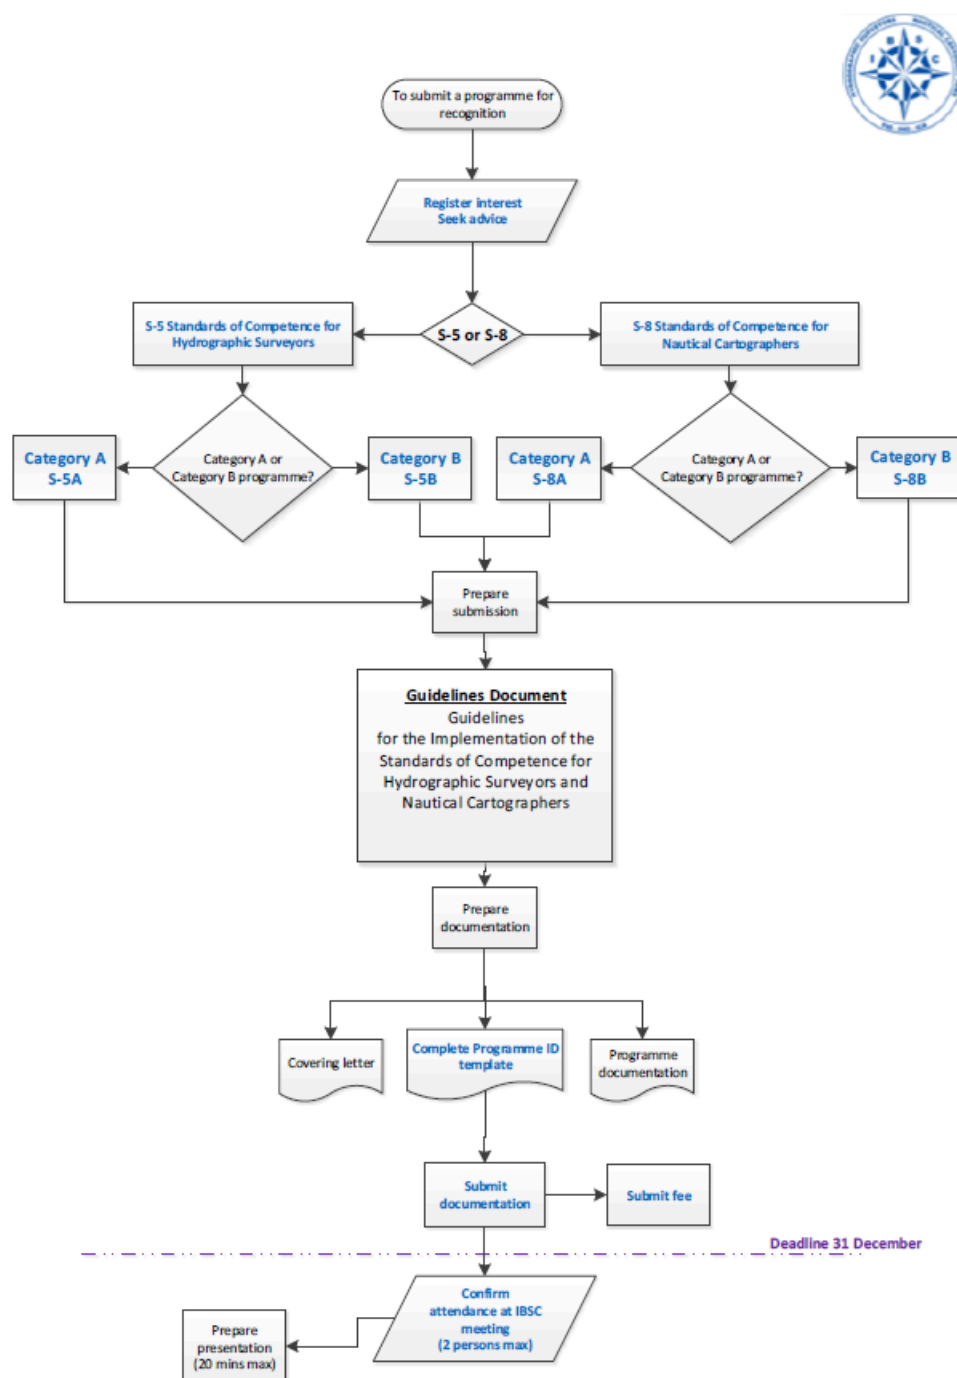 I B S C
To submit a programme for
recognition
Register interest
Seek advice
S-5 Standards of Competence for
Hydrographic Surveyors
S-5 or S-8
S-8 Standards of Competence for
Nautical Cartographers
Category A
S-5A
Category A or
Category B programme?
Category B
S-5B
Category A
S-8A
Category A or
Category B programme?
Category B
S-8B
Prepare
submission
Guidelines Document
Guidelines
for the Implementation of the
Standards of Competence for
Hydrographic Surveyors and
Nautical Cartographers
Prepare
documentation
Covering letter
Complete Programme ID
template
Programme
documentation
Submit
documentation
Submit fee
Deadline 31 December
Confirm
attendance at IBSC
meeting
(2 persons max)
Prepare
presentation
(20 mins max)